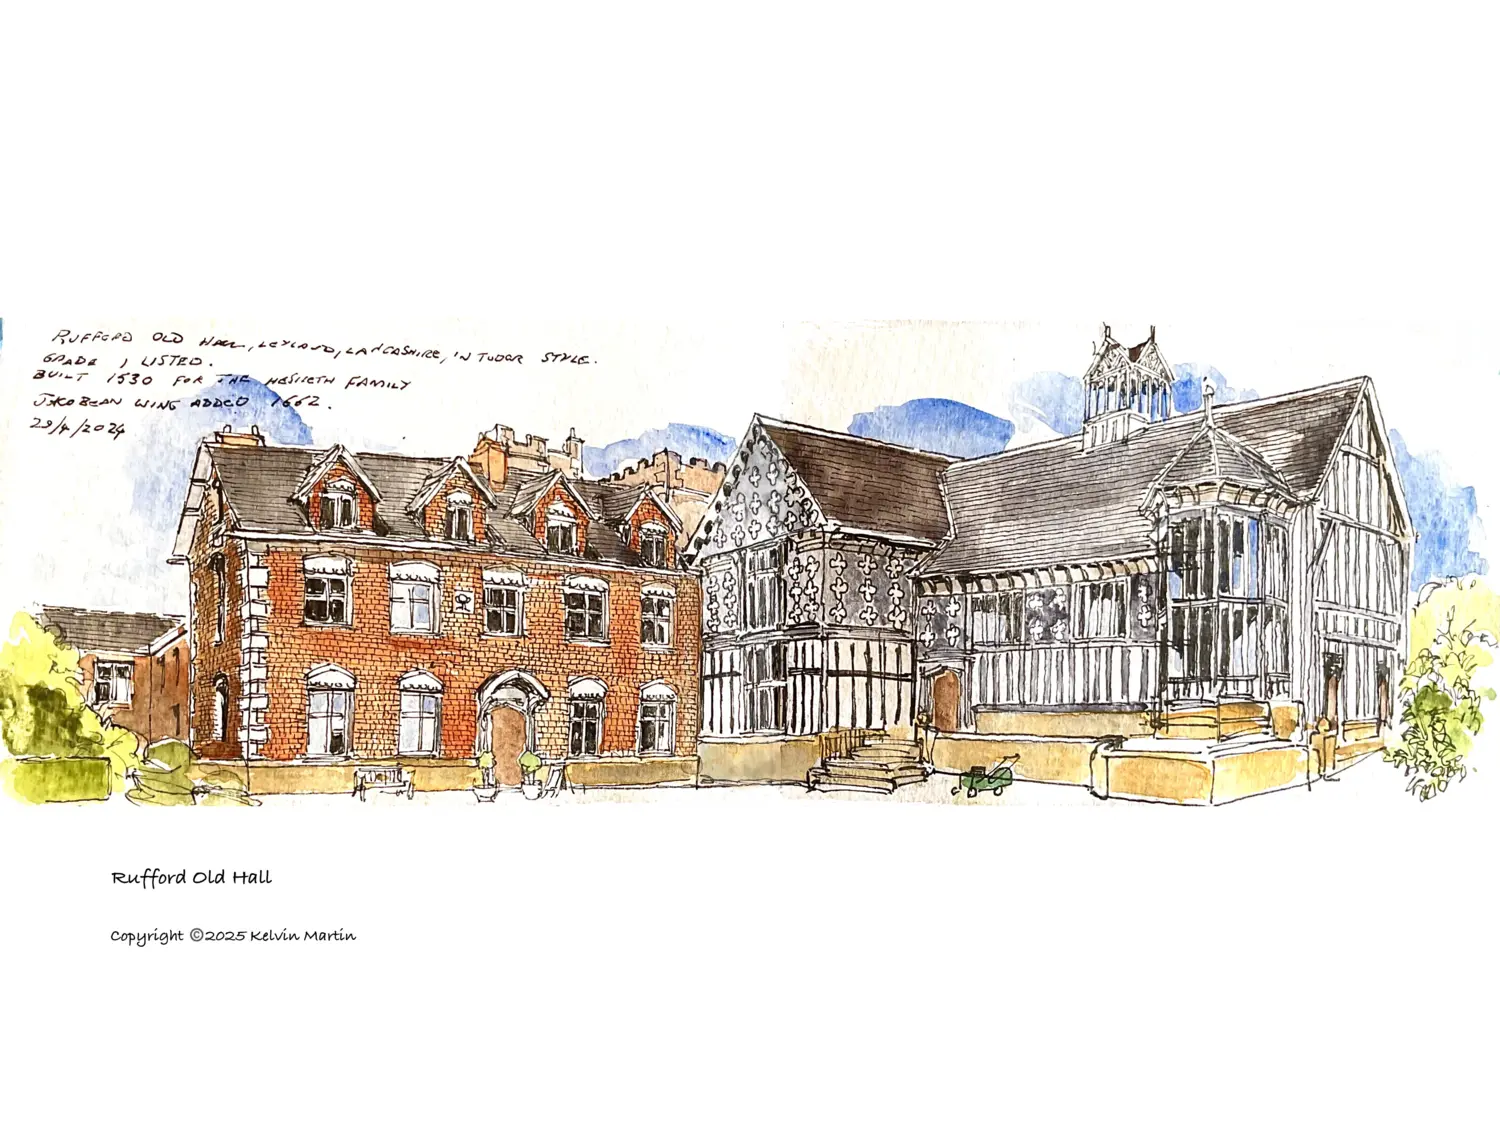 RUFFORD OLD HALL, LEYLAND, LANCASHIRE, IN TUDOR STYLE.
GRADE 1 LISTED.
BUILT 1530 FOR THE HESKETH FAMILY
JACOBEAN WING ADDED 1662.
29/4/2024
Rufford Old Hall
Copyright ©2025 Kelvin Martin